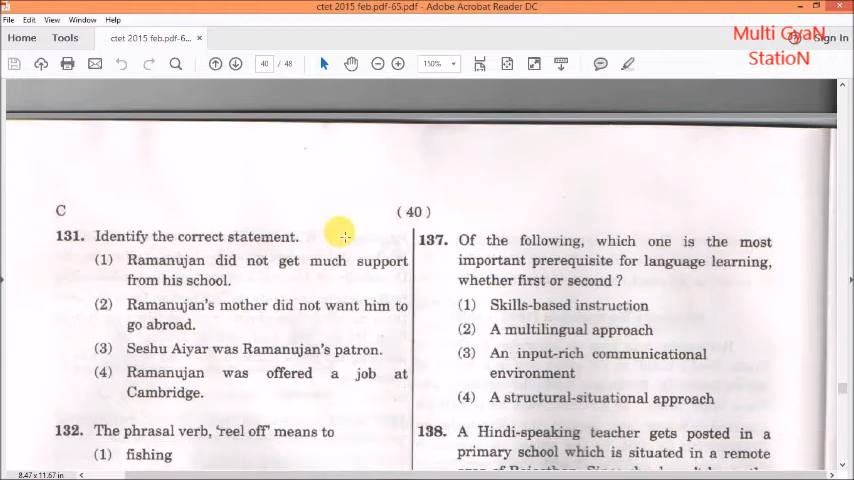 ctet 2015 feb.pdf-65.pdf - Adobe Acrobat Reader DC
File Edit View Window Help
Home Tools ctet 2015 feb.pdf-6... × Sign In
Multi GyaN
StatioN
40 / 48 150%
C (40)
131. Identify the correct statement.
(1) Ramanujan did not get much support
from his school.
(2) Ramanujan's mother did not want him to
go abroad.
(3) Seshu Aiyar was Ramanujan's patron.
(4) Ramanujan was offered a job at
Cambridge.
132. The phrasal verb, 'reel off' means to
(1) fishing
137. Of the following, which one is the most
important prerequisite for language learning,
whether first or second ?
(1) Skills-based instruction
(2) A multilingual approach
(3) An input-rich communicational
environment
(4) A structural-situational approach
138. A Hindi-speaking teacher gets posted in a
primary school which is situated in a remote
8.47 x 11.67 in